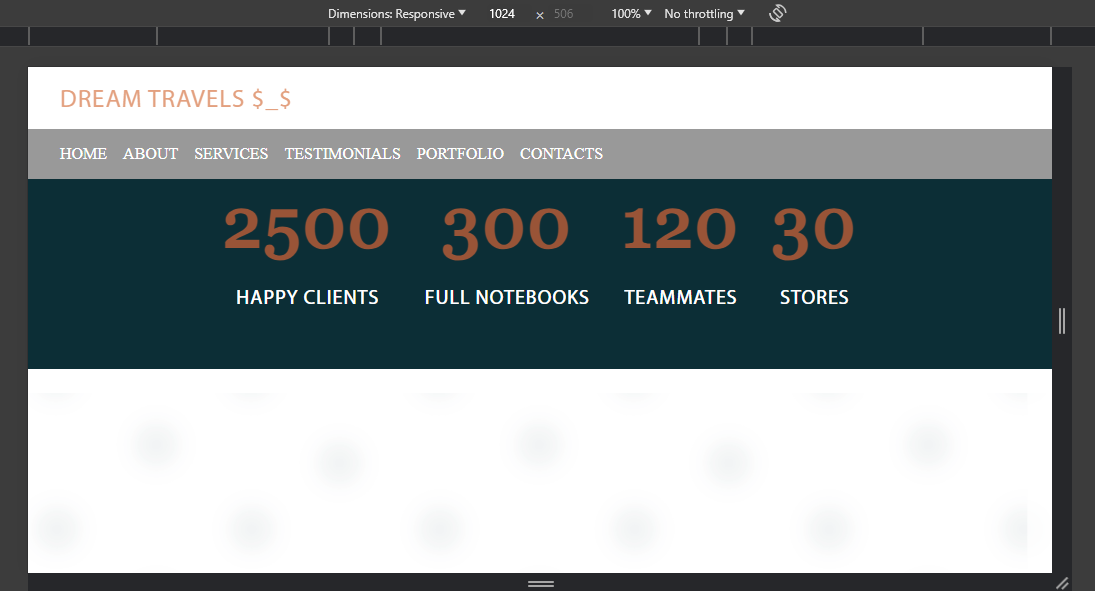 Dimensions: Responsive 1024 × 506 100% No throttling
DREAM TRAVELS $_$
HOME ABOUT SERVICES TESTIMONIALS PORTFOLIO CONTACTS
2500 300 120 30
HAPPY CLIENTS FULL NOTEBOOKS TEAMMATES STORES